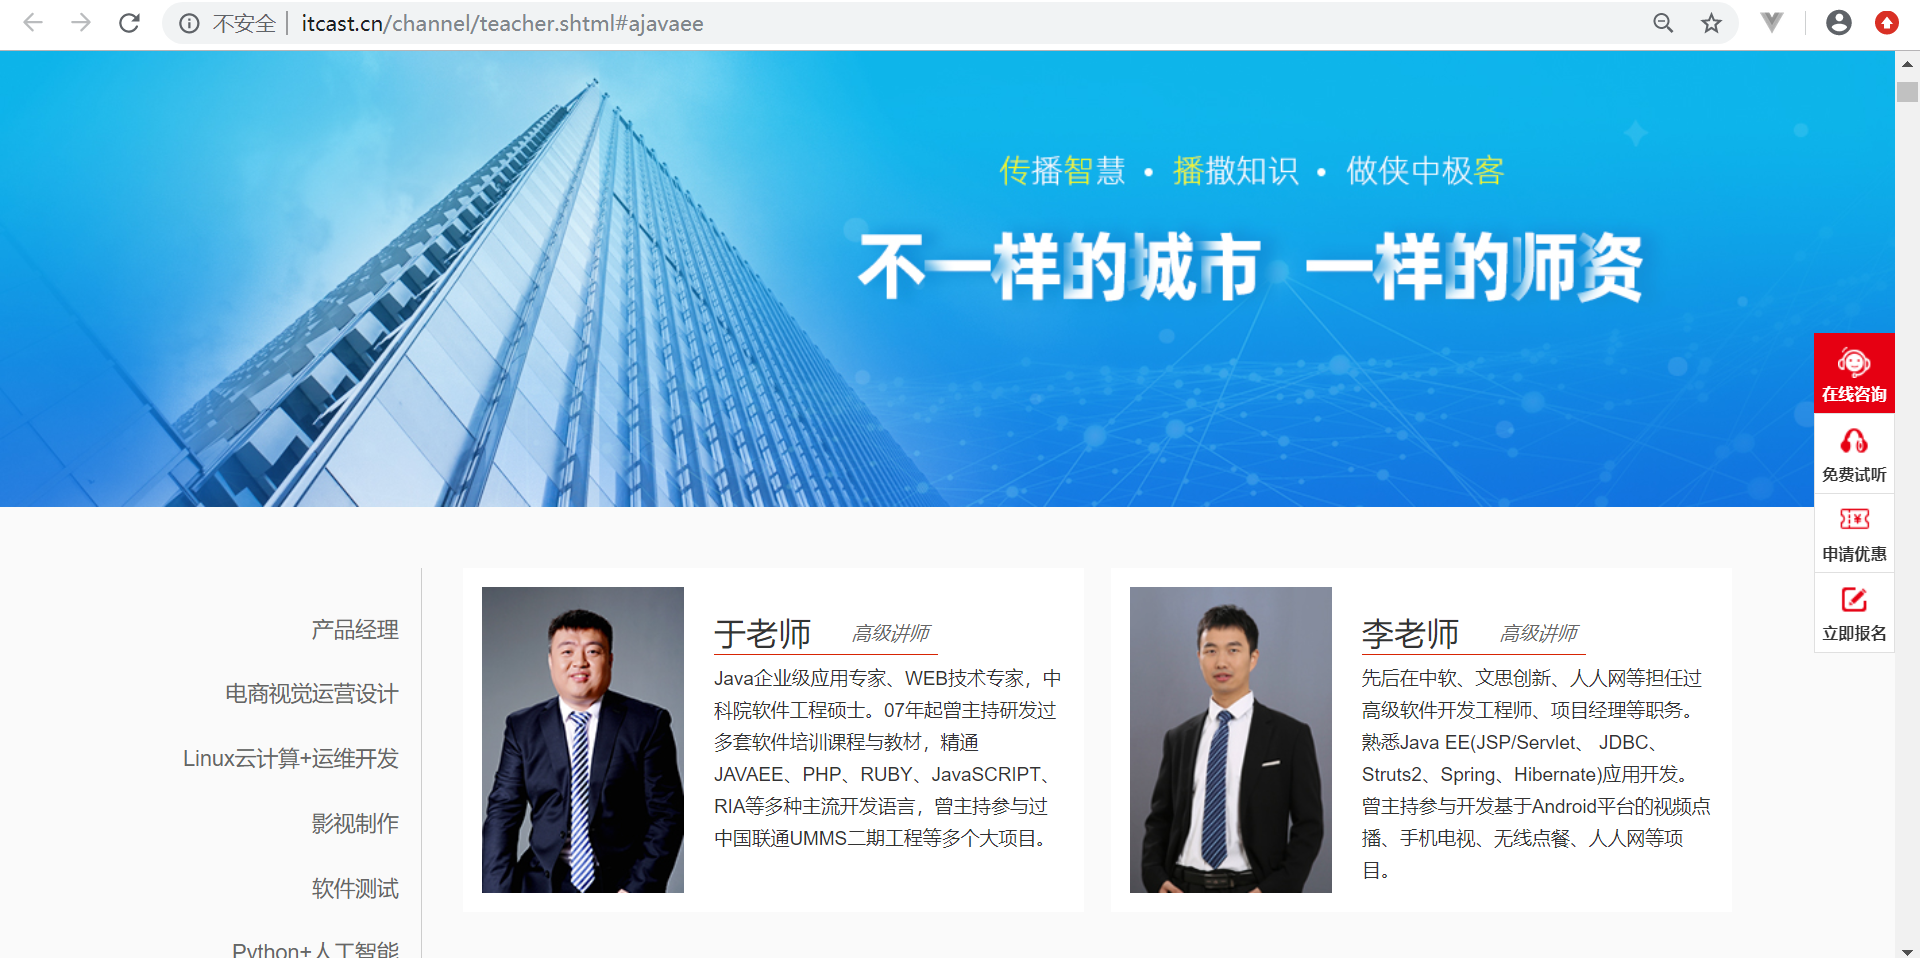 不安全 itcast.cn/channel/teacher.shtml#ajavaee
传播智慧 • 播撒知识 • 做侠中极客
不一样的城市 一样的师资
在线咨询
免费试听
申请优惠
立即报名
产品经理
电商视觉运营设计
Linux云计算+运维开发
影视制作
软件测试
Python+人工智能
于老师 高级讲师
Java企业级应用专家、WEB技术专家，中
科院软件工程硕士。07年起曾主持研发过
多套软件培训课程与教材，精通
JAVAEE、PHP、RUBY、JavaSCRIPT、
RIA等多种主流开发语言，曾主持参与过
中国联通UMMS二期工程等多个大项目。
李老师 高级讲师
先后在中软、文思创新、人人网等担任过
高级软件开发工程师、项目经理等职务。
熟悉Java EE(JSP/Servlet、 JDBC、
Struts2、Spring、Hibernate)应用开发。
曾主持参与开发基于Android平台的视频点
播、手机电视、无线点餐、人人网等项
目。